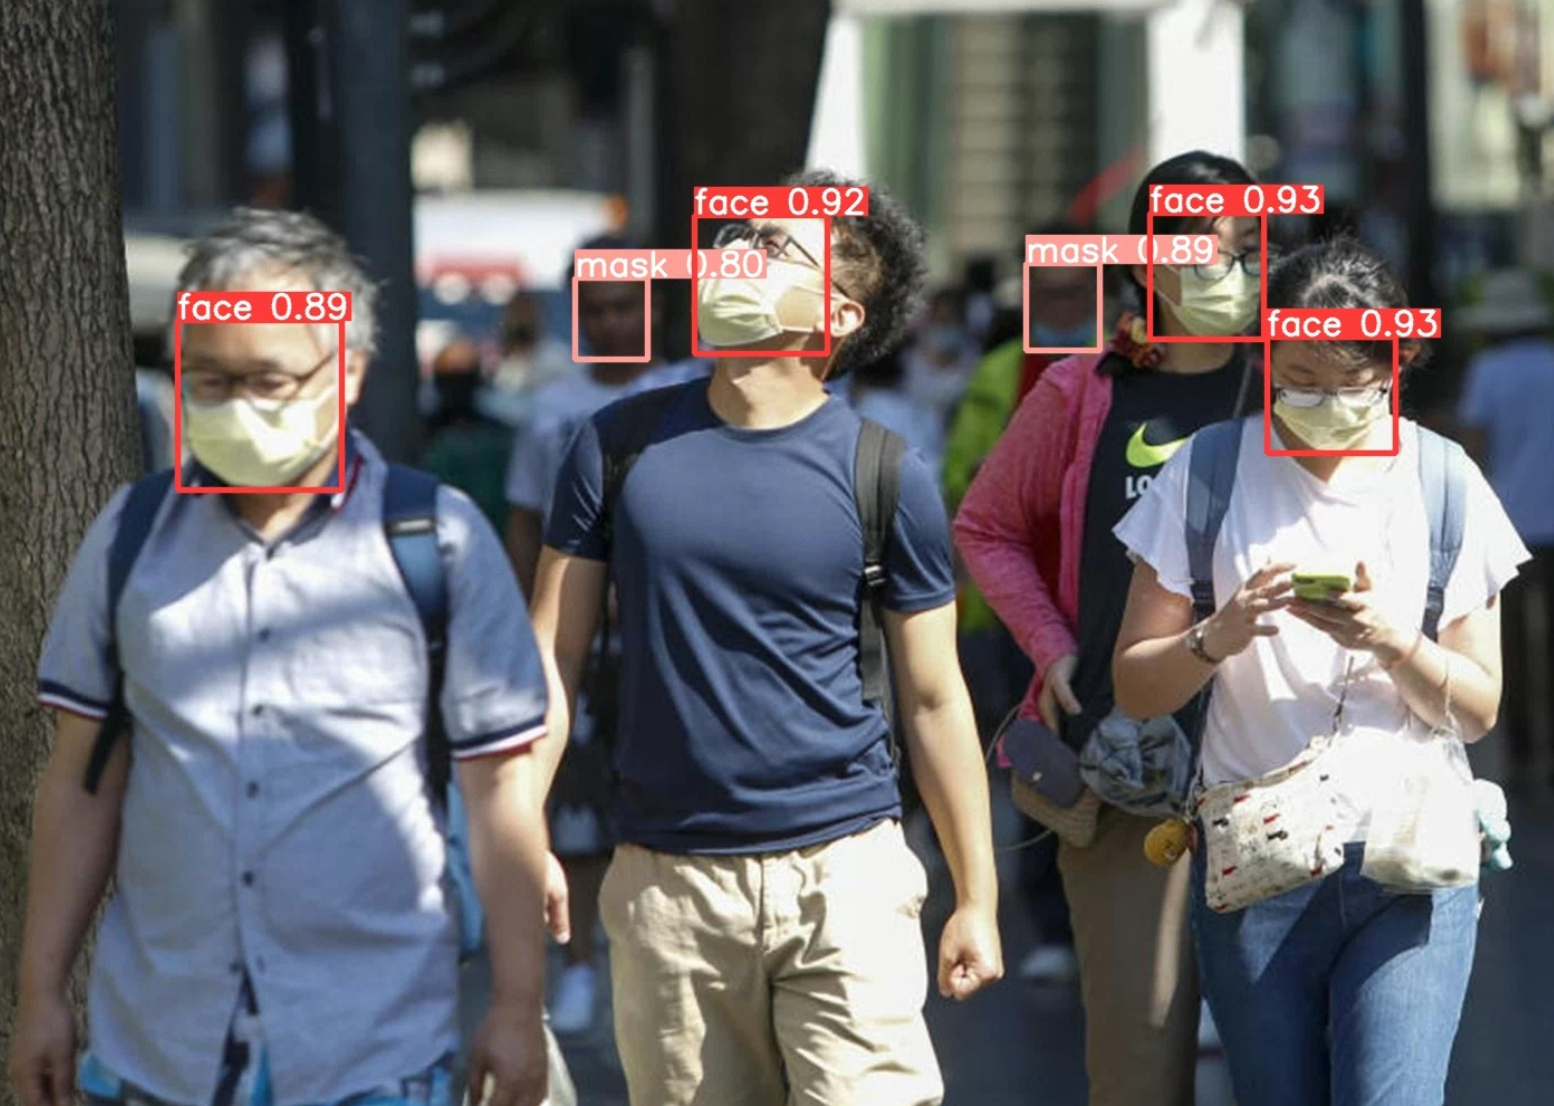 face 0.92
face 0.93
mask 0.89
mask 0.80
face 0.89
face 0.93
LO